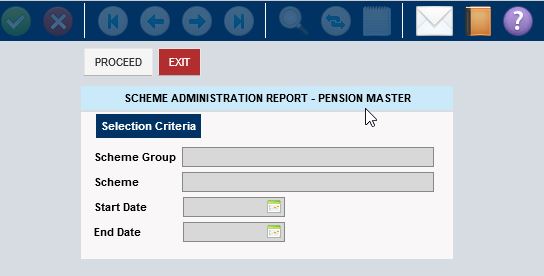 PROCEED EXIT
SCHEME ADMINISTRATION REPORT - PENSION MASTER
Selection Criteria
Scheme Group
Scheme
Start Date
End Date